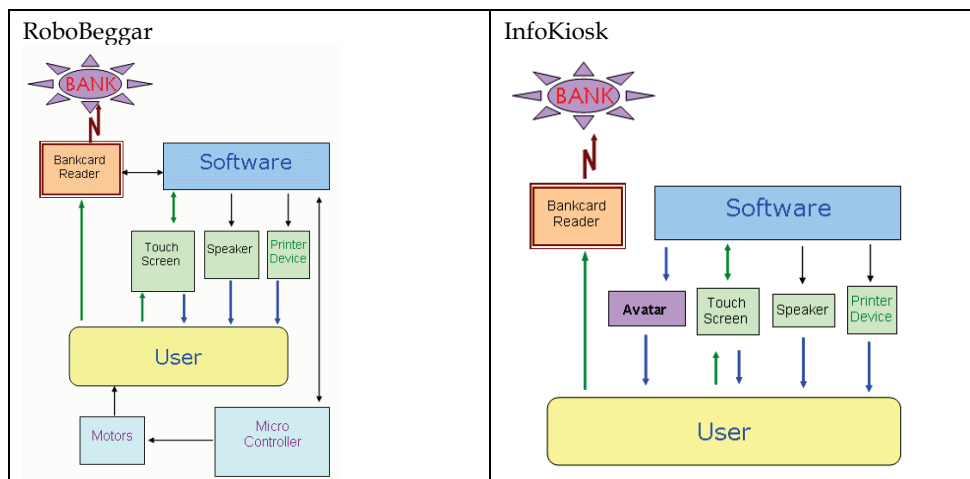 RoboBeggar
BANK
Bankcard
Reader
Software
Touch
Screen
Speaker
Printer
Device
User
Motors
Micro
Controller
InfoKiosk
BANK
Bankcard
Reader
Software
Avatar
Touch
Screen
Speaker
Printer
Device
User